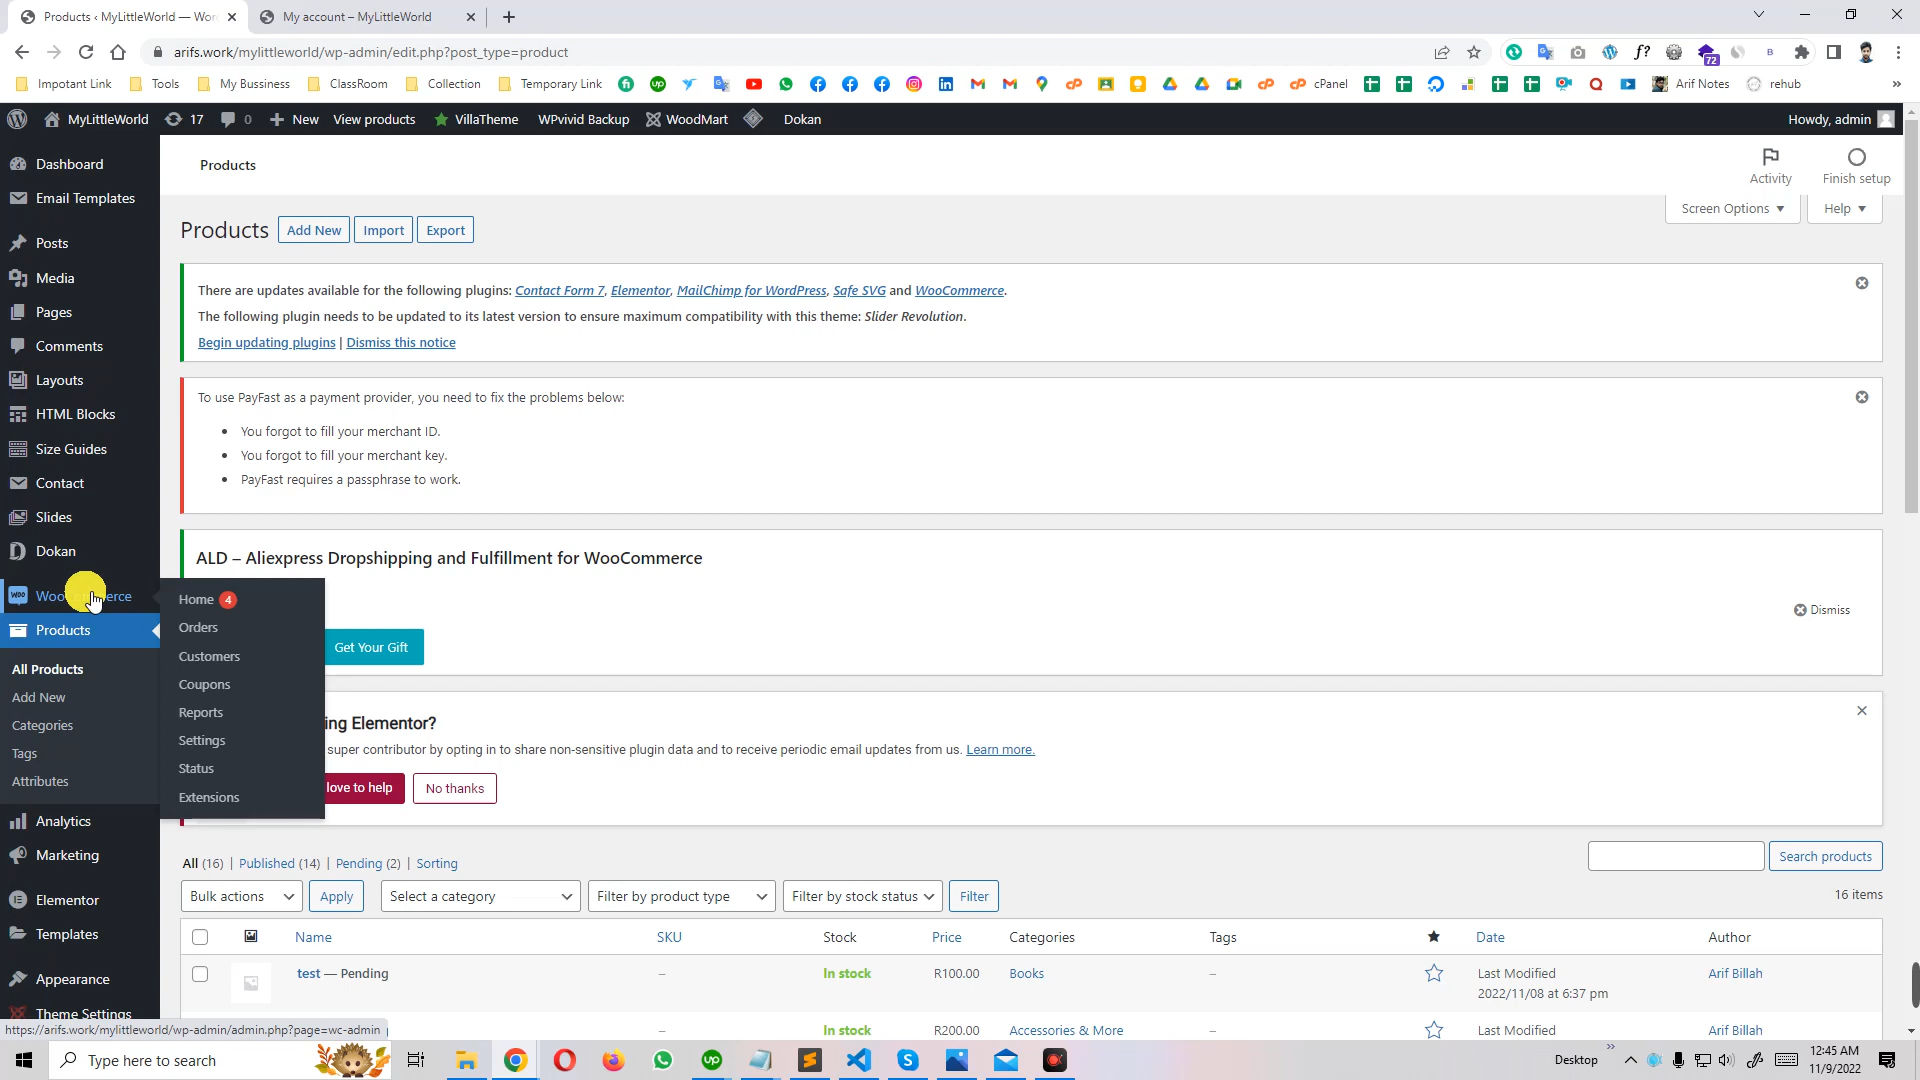 Products ‹ MyLittleWorld — Wor
My account – MyLittleWorld
arifs.work/mylittleworld/wp-admin/edit.php?post_type=product
Impotant Link
Tools
My Bussiness
ClassRoom
Collection
Temporary Link
cPanel
Arif Notes
rehub
»
72
MyLittleWorld
17
0
New
View products
VillaTheme
WPvivid Backup
WoodMart
Dokan
Howdy, admin
Dashboard
Email Templates
Posts
Media
Pages
Comments
Layouts
HTML Blocks
Size Guides
Contact
Slides
Dokan
Products
All Products
Add New
Categories
Tags
Attributes
Analytics
Marketing
Elementor
Templates
Appearance
Theme Settings
https://arifs.work/mylittleworld/wp-admin/admin.php?page=wc-admin
Home 4
Orders
Customers
Coupons
Reports
Settings
Status
Extensions
Products
Activity
Finish setup
Screen Options
Help
Products
Add New
Import
Export
There are updates available for the following plugins: Contact Form 7, Elementor, MailChimp for WordPress, Safe SVG and WooCommerce.
The following plugin needs to be updated to its latest version to ensure maximum compatibility with this theme: Slider Revolution.
Begin updating plugins | Dismiss this notice
To use PayFast as a payment provider, you need to fix the problems below:
You forgot to fill your merchant ID.
You forgot to fill your merchant key.
PayFast requires a passphrase to work.
ALD – Aliexpress Dropshipping and Fulfillment for WooCommerce
Dismiss
Get Your Gift
ing Elementor?
super contributor by opting in to share non-sensitive plugin data and to receive periodic email updates from us. Learn more.
love to help
No thanks
All (16) | Published (14) | Pending (2) | Sorting
Search products
Bulk actions
Apply
Select a category
Filter by product type
Filter by stock status
Filter
16 items
Name
SKU
Stock
Price
Categories
Tags
Date
Author
test — Pending
–
In stock
R100.00
Books
–
Last Modified
2022/11/08 at 6:37 pm
Arif Billah
–
In stock
R200.00
Accessories & More
–
Last Modified
Arif Billah
Type here to search
Desktop
»
12:45 AM
11/9/2022